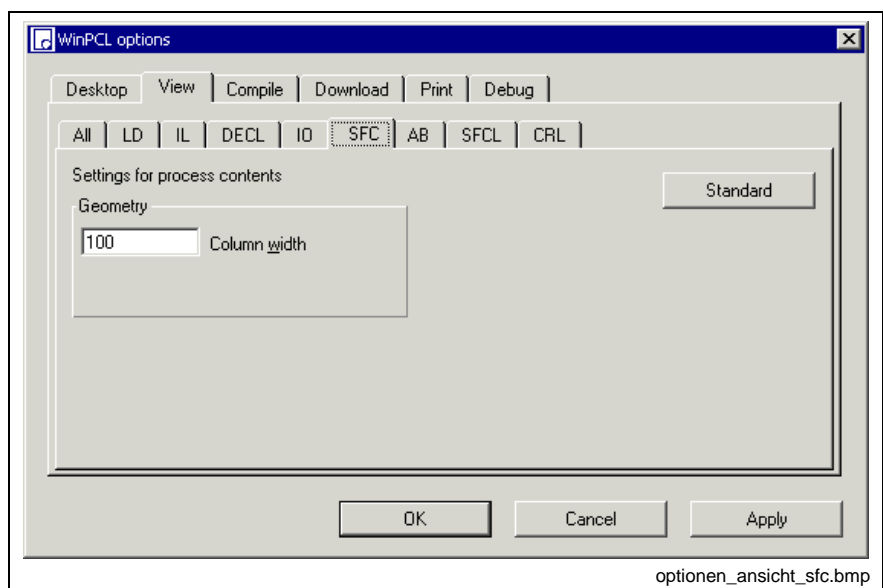 WinPCL options
Desktop View Compile Download Print Debug
All LD IL DECL IO SFC AB SFCL CRL
Settings for process contents
Standard
Geometry
100 Column width
OK Cancel Apply
optionen_ansicht_sfc.bmp